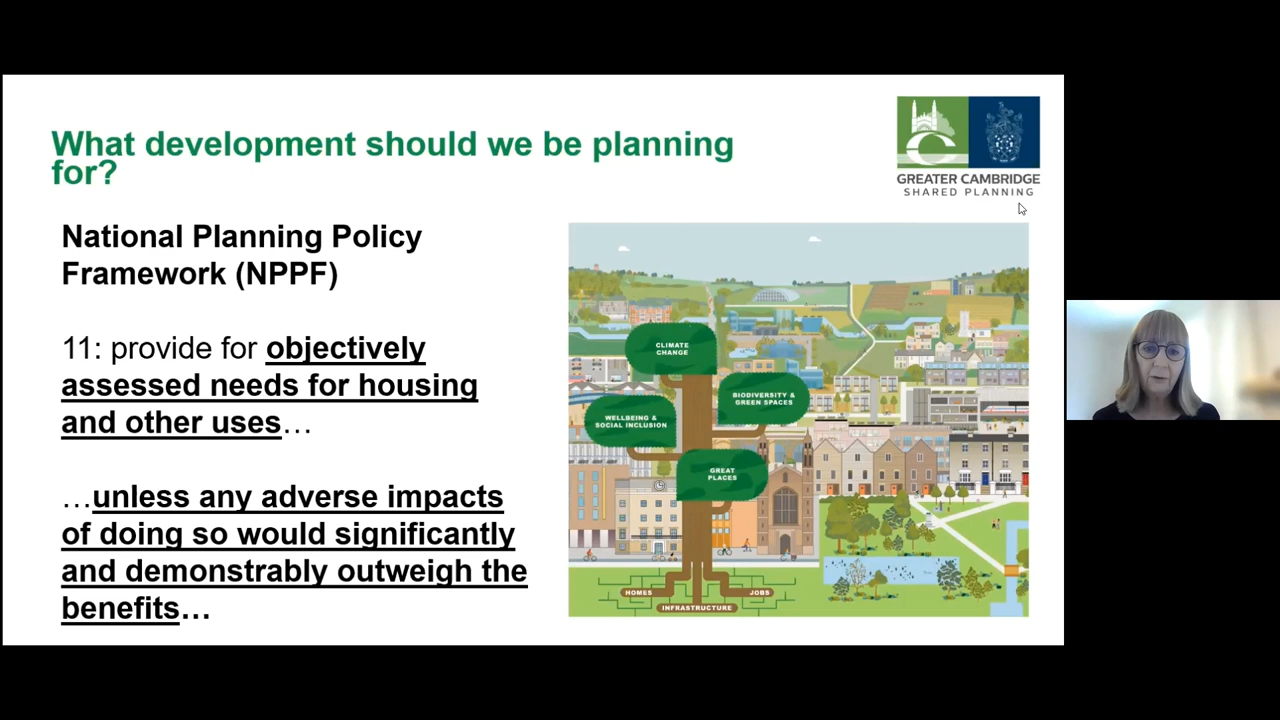 What development should we be planning
for?
GREATER CAMBRIDGE
SHARED PLANNING
National Planning Policy
Framework (NPPF)
11: provide for objectively
assessed needs for housing
and other uses…
…unless any adverse impacts
of doing so would significantly
and demonstrably outweigh the
benefits…
CLIMATE
CHANGE
BIODIVERSITY &
GREEN SPACES
WELLBEING &
SOCIAL INCLUSION
GREAT
PLACES
HOMES
JOBS
INFRASTRUCTURE